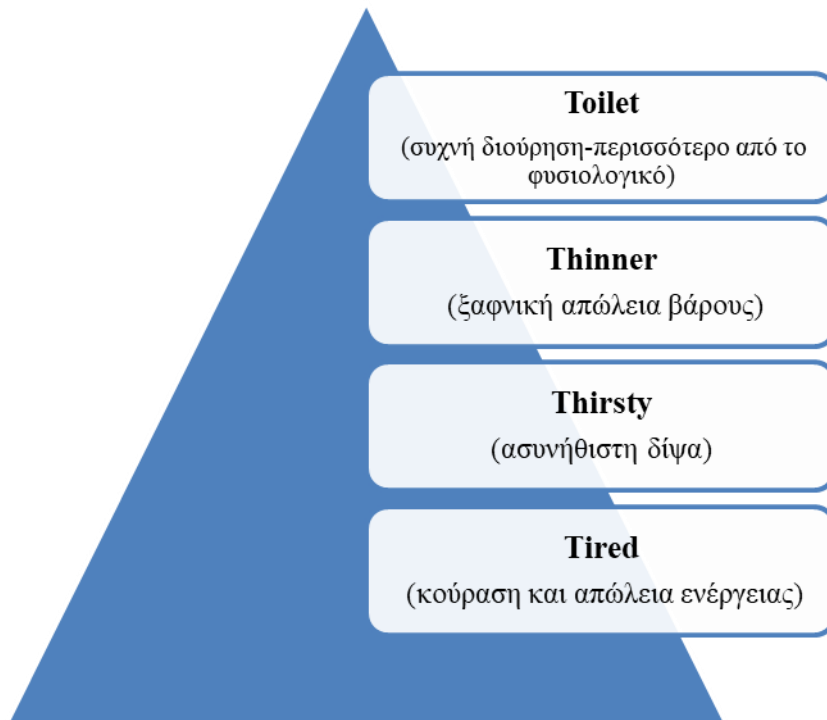 Toilet
(συχνή διούρηση-περισσότερο από το
φυσιολογικό)
Thinner
(ξαφνική απώλεια βάρους)
Thirsty
(ασυνήθιστη δίψα)
Tired
(κούραση και απώλεια ενέργειας)